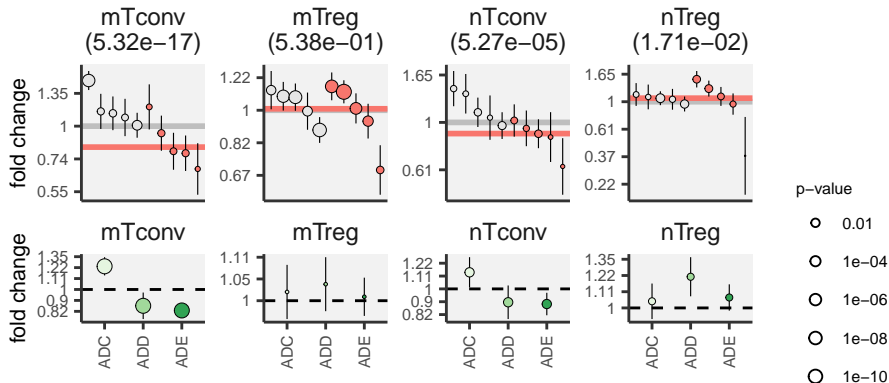 mTconv
(5.32e−17)
mTreg
(5.38e−01)
nTconv
(5.27e−05)
nTreg
(1.71e−02)
fold change
1.35
1
0.74
0.55
1.22
1
0.82
0.67
1.65
1
0.61
1.65
1
0.61
0.37
0.22
mTconv
mTreg
nTconv
nTreg
fold change
1.35
1.22
1.11
1
0.9
0.82
1.11
1.05
1
1.22
1.11
1
0.9
0.82
1.35
1.22
1.11
1
ADC
ADD
ADE
ADC
ADD
ADE
ADC
ADD
ADE
ADC
ADD
ADE
p−value
0.01
1e−04
1e−06
1e−08
1e−10